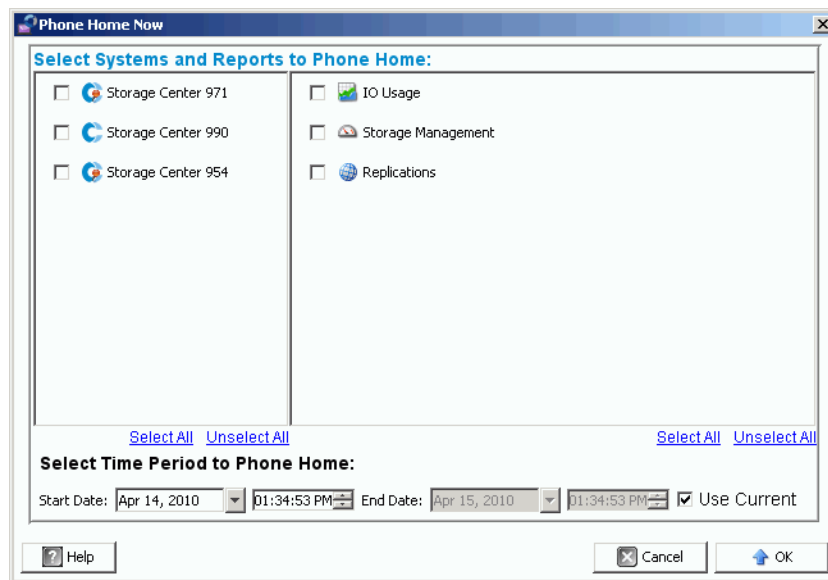 Phone Home Now
Select Systems and Reports to Phone Home:
Storage Center 971
Storage Center 990
Storage Center 954
IO Usage
Storage Management
Replications
Select All Unselect All
Select All Unselect All
Select Time Period to Phone Home:
Start Date: Apr 14, 2010 01:34:53 PM End Date: Apr 15, 2010 01:34:53 PM Use Current
? Help
Cancel
OK